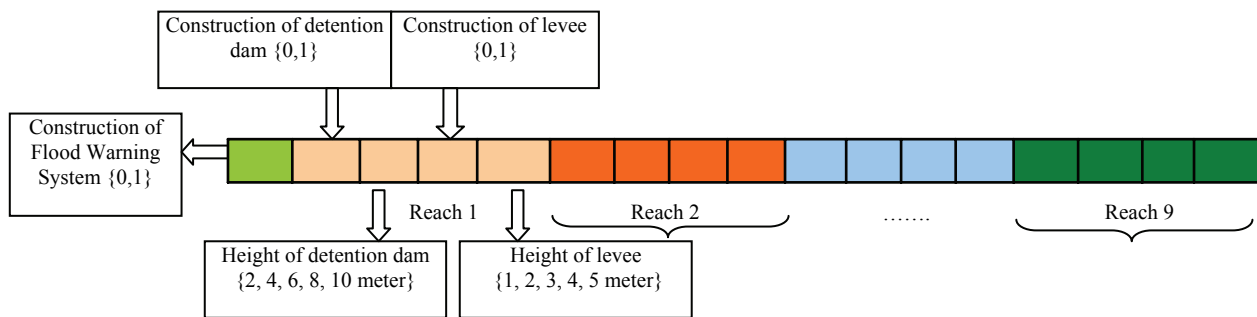 Construction of detention
dam {0,1}
Construction of levee
{0,1}
Construction of
Flood Warning
System {0,1}
Reach 1
Reach 2
.......
Reach 9
Height of detention dam
{2, 4, 6, 8, 10 meter}
Height of levee
{1, 2, 3, 4, 5 meter}